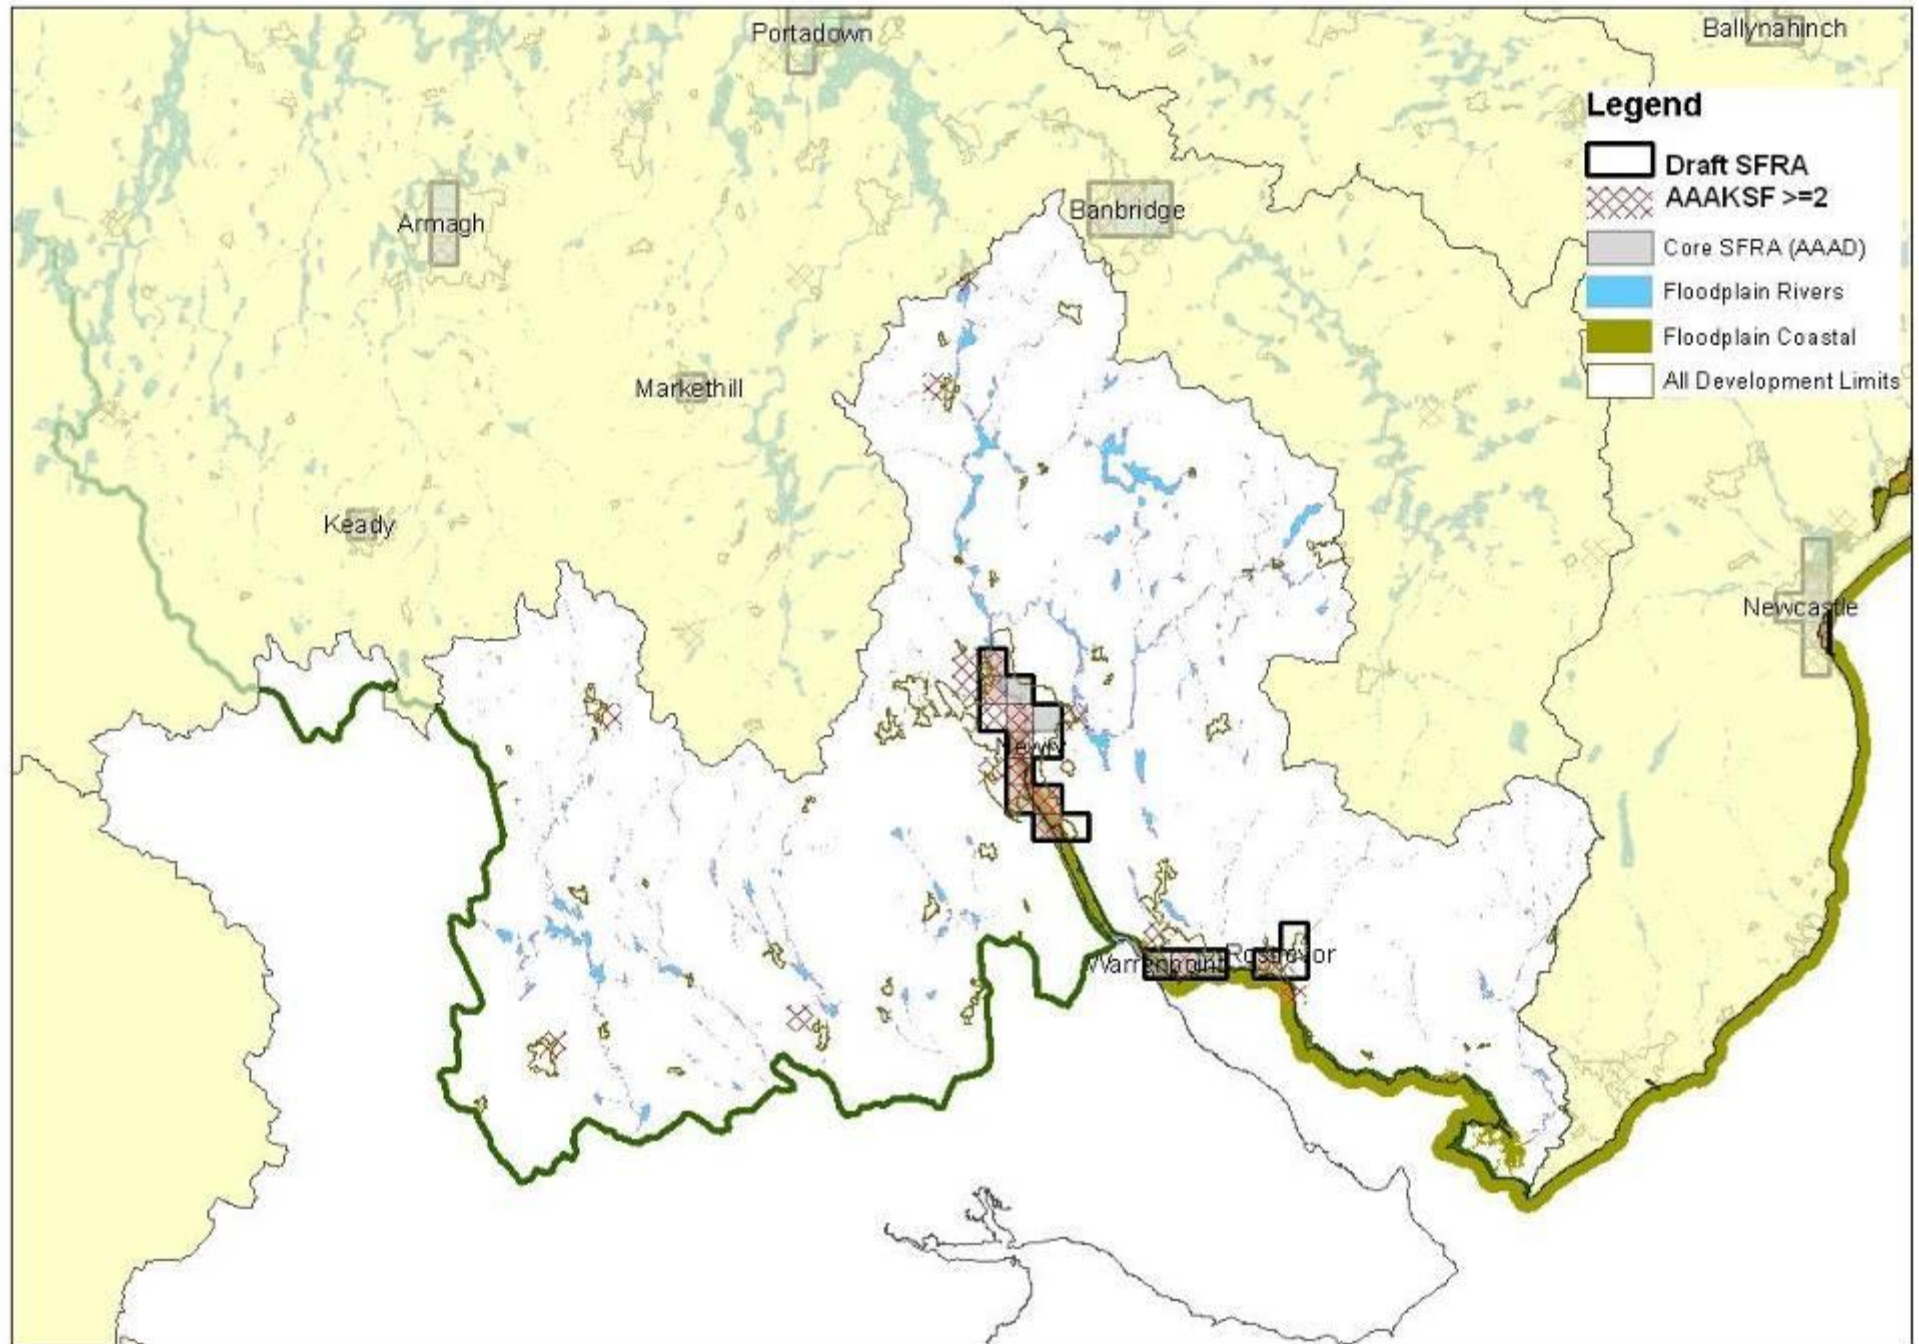 Portadown
Ballynahinch
Legend
Draft SFRA
AAAKSF >=2
Armagh
Banbridge
Core SFRA (AAAD)
Floodplain Rivers
Floodplain Coastal
Markethill
All Development Limits
Keady
Newcastle
Newry
Warrenpoint
Rostrevor